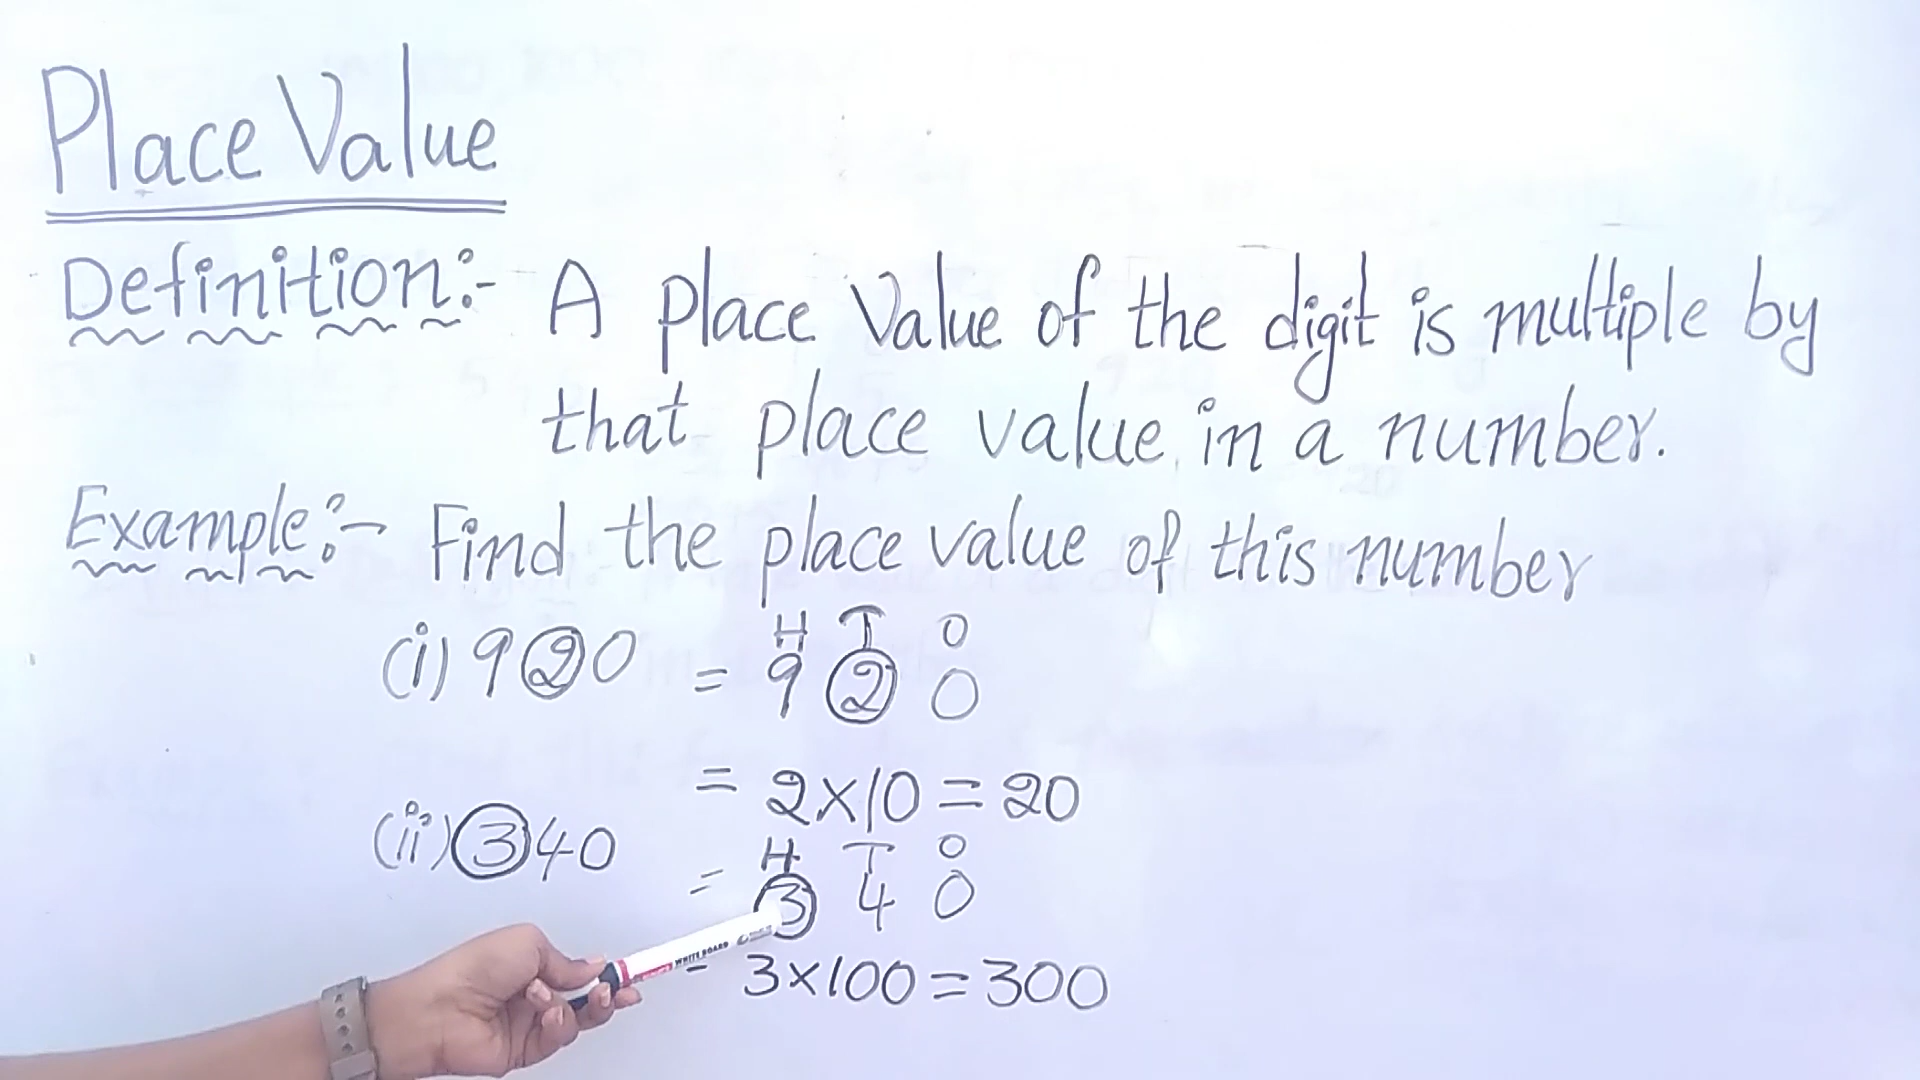 Place Value
Definition:- A place Value of the digit is multiple by
that place value in a number.
Example:- Find the place value of this number
(i) 920 = H T O
9 2 0
= 2×10 = 20
(ii) 340 = H T O
3 4 0
= 3×100 = 300
WHITE BOARD